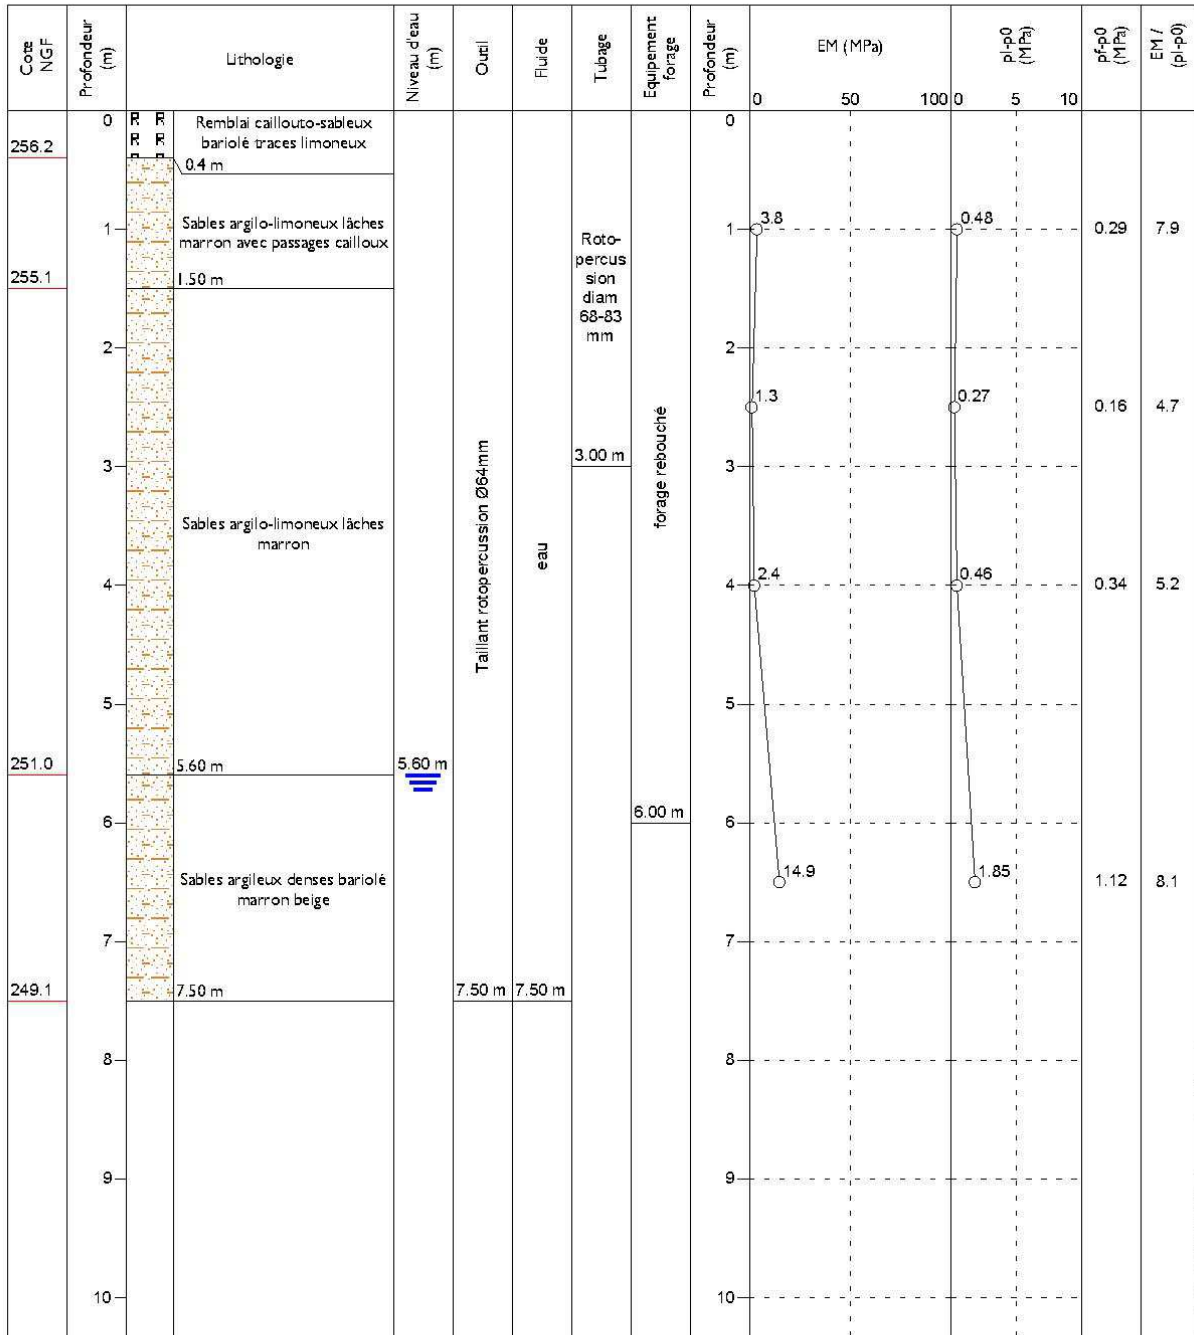 Cote NGF
Profondeur (m)
Lithologie
Niveau d'eau (m)
Outil
Fluide
Tubage
Equipement forage
Profondeur (m)
EM (MPa)
pl-p0 (MPa)
pf-p0 (MPa)
EM / (pl-p0)
0 50 100
0 5 10
256.2
255.1
251.0
249.1
0
1
2
3
4
5
6
7
8
9
10
R R
R R
R R
Remblai caillouto-sableux
bariolé traces limoneux
0.4 m
Sables argilo-limoneux lâches
marron avec passages cailloux
1.50 m
Sables argilo-limoneux lâches
marron
5.60 m
Sables argileux denses bariolé
marron beige
7.50 m
5.60 m
Taillant rotopercussion Ø64mm
7.50 m
eau
7.50 m
Roto-
percus
sion
diam
68-83
mm
3.00 m
forage rebouché
6.00 m
0
1
2
3
4
5
6
7
8
9
10
3.8 0.48 0.29 7.9
1.3 0.27 0.16 4.7
2.4 0.46 0.34 5.2
14.9 1.85 1.12 8.1